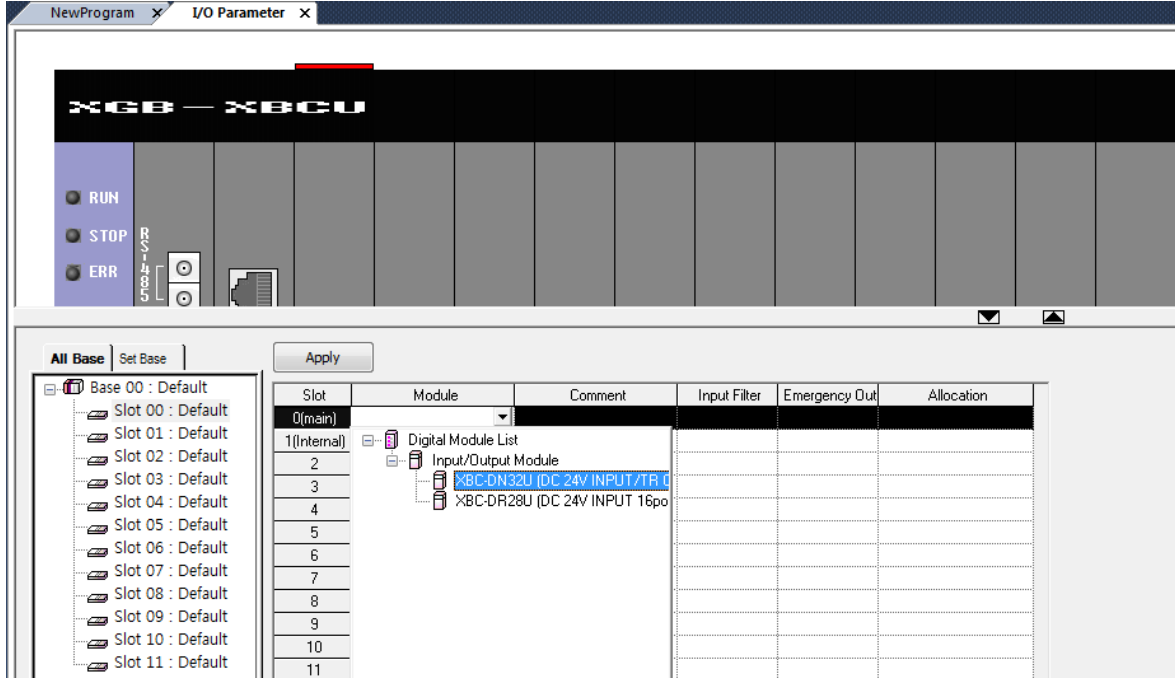 NewProgram
I/O Parameter
XGB-XBCU
RUN
STOP
ERR
RS-485
All Base
Set Base
Apply
Base 00 : Default
Slot 00 : Default
Slot 01 : Default
Slot 02 : Default
Slot 03 : Default
Slot 04 : Default
Slot 05 : Default
Slot 06 : Default
Slot 07 : Default
Slot 08 : Default
Slot 09 : Default
Slot 10 : Default
Slot 11 : Default
Slot Module Comment Input Filter Emergency Out Allocation
0(main)
1(Internal)
2
3
4
5
6
7
8
9
10
11
Digital Module List
Input/Output Module
XBC-DN32U (DC 24V INPUT/TR
XBC-DR28U (DC 24V INPUT 16po